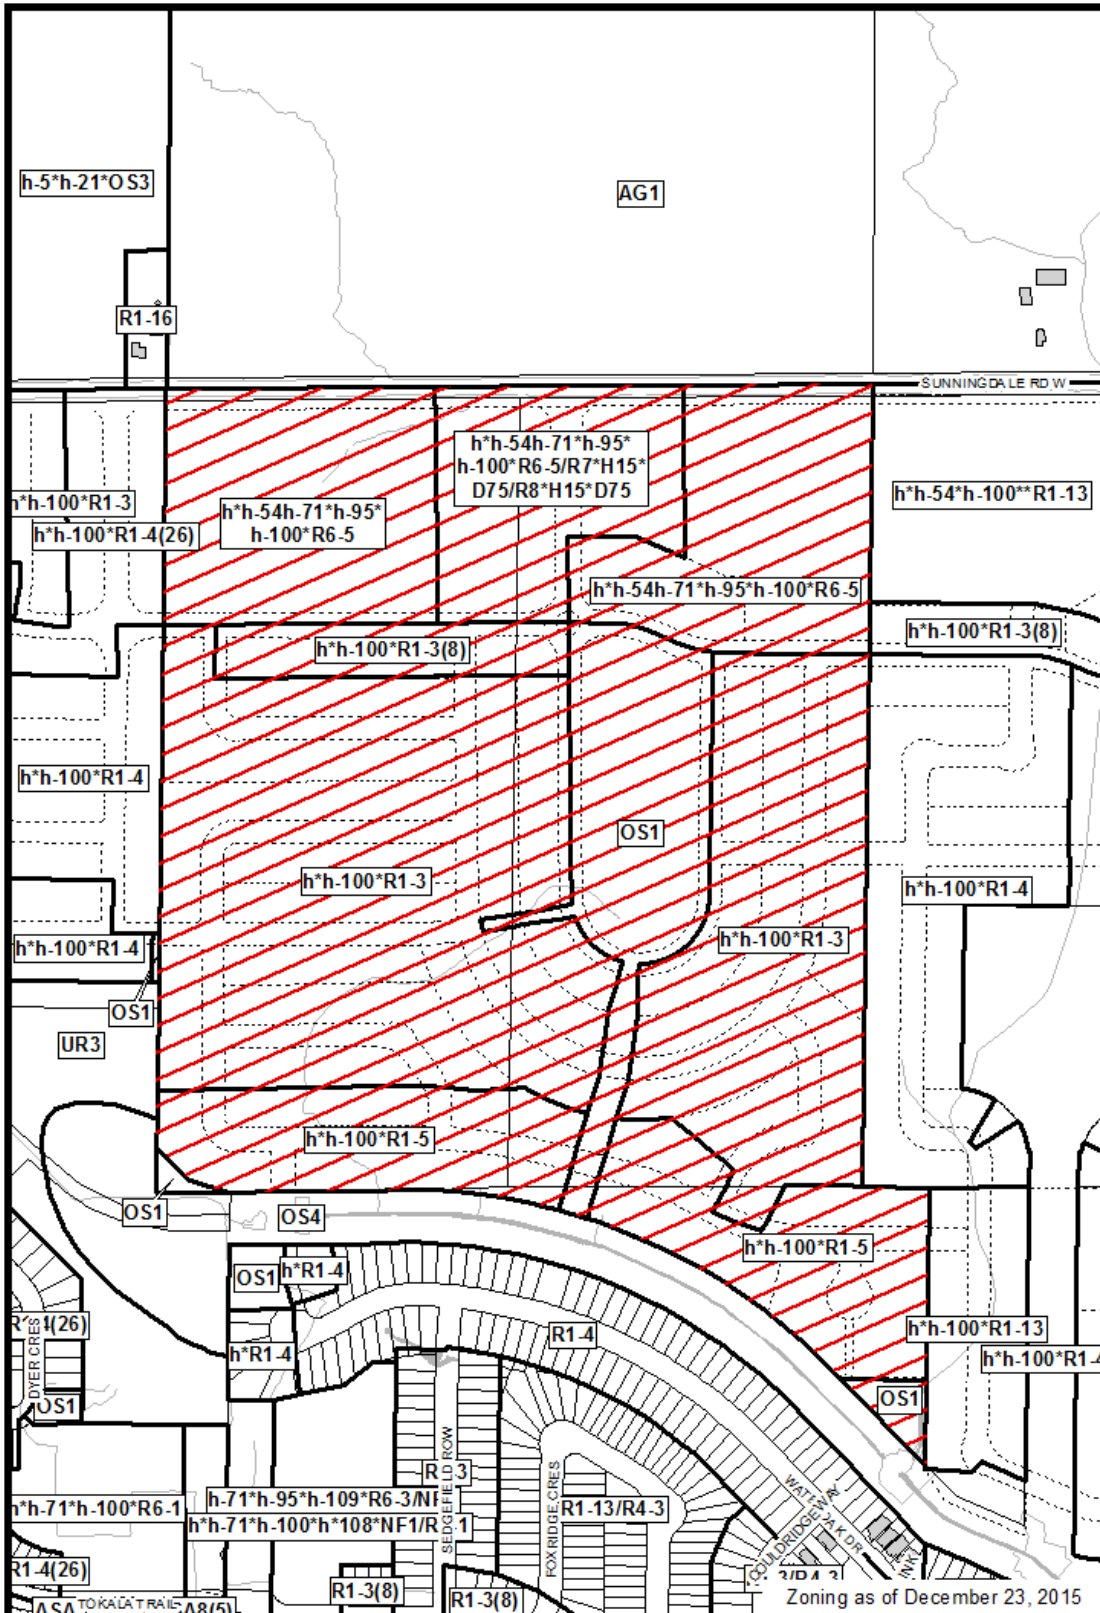 h-5*h-21*OS3
AG1
R1-16
SUNNINGDALE RD W
h*h-54h-71*h-95*
h-100*R6-5/R7*H15*
D75/R8*H15*D75
h*h-100*R1-3
h*h-54h-71*h-95*
h-100*R6-5
h*h-54*h-100**R1-13
h*h-100*R1-4(26)
h*h-54h-71*h-95*h-100*R6-5
h*h-100*R1-3(8)
h*h-100*R1-3(8)
h*h-100*R1-4
OS1
h*h-100*R1-3
h*h-100*R1-4
h*h-100*R1-3
h*h-100*R1-4
OS1
UR3
h*h-100*R1-5
OS1
OS4
h*h-100*R1-5
OS1
h*R1-4
R1-4
h*h-100*R1-13
h*R1-4
h*h-100*R1-4
DYER CRES
OS1
OS1
SEDGEFIELD ROW
FOXRIDGE CRES
h*h-71*h-100*R6-1
h-71*h-95*h-109*R6-3/NF
R1-13/R4-3
h*h-71*h-100*h*108*NF1/R
R1-4(26)
R1-3(8)
R1-3(8)
TOKALA TRAIL
Zoning as of December 23, 2015